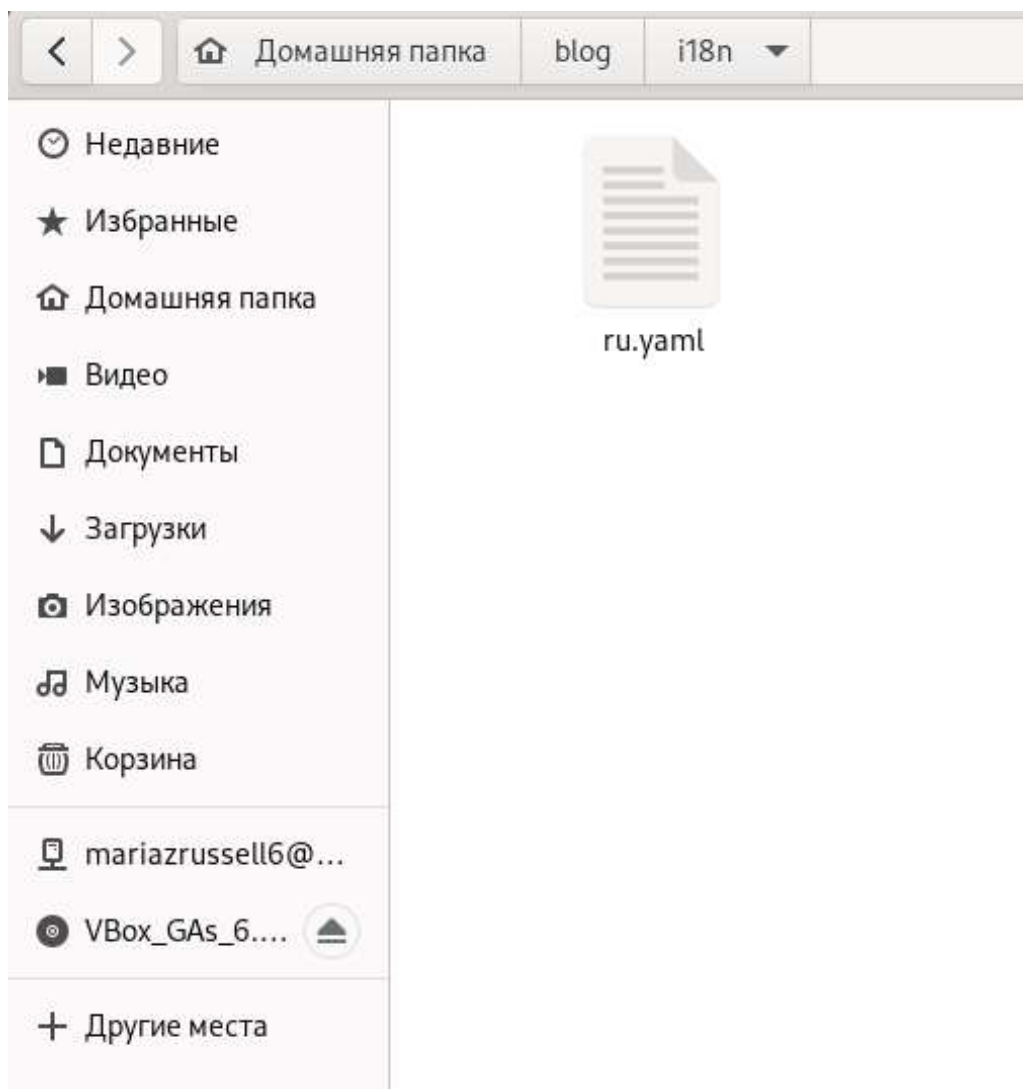 Домашняя папка blog i18n
Недавние
Избранные
Домашняя папка
Видео
Документы
Загрузки
Изображения
Музыка
Корзина
mariazrussell6@...
VBox_GAs_6....
Другие места
ru.yaml